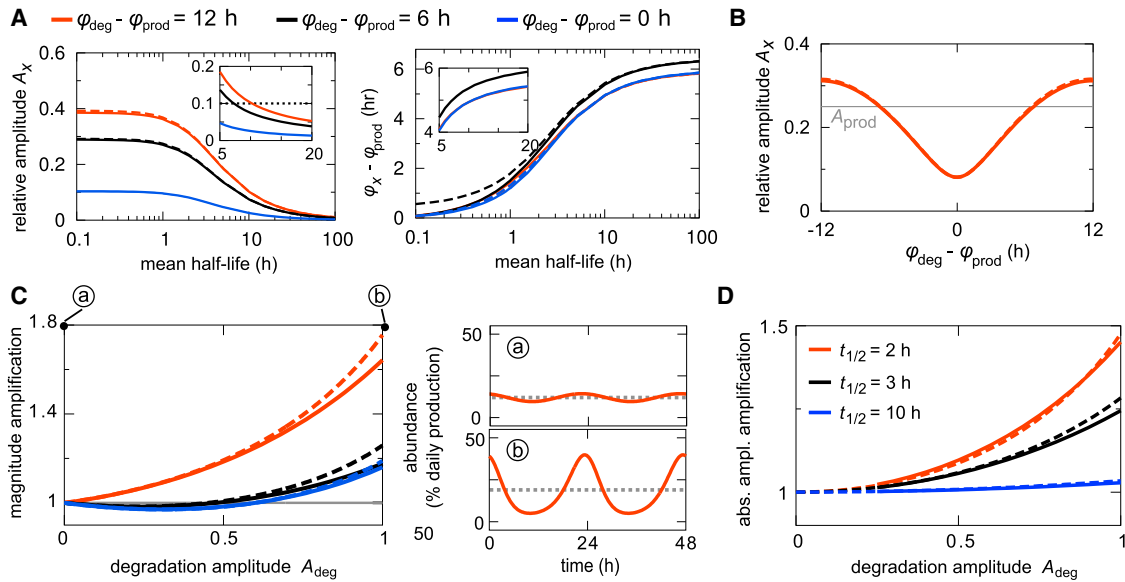 A
φdeg - φprod = 12 h
φdeg - φprod = 6 h
φdeg - φprod = 0 h
relative amplitude Ax
0.6
0.4
0.2
0
0.10
1
10
100
mean half-life (h)
0.2
0.1
0
5
20
φx - φprod (hr)
6
4
2
0
0.10
1
10
100
mean half-life (h)
6
4
5
20
B
relative amplitude Ax
0.4
0.2
0
Aprod
-12
0
12
φdeg - φprod (h)
C
a
b
magnitude amplification
1.8
1.4
1
0
0.5
1
degradation amplitude Adeg
abundance
(% daily production)
50
0
a
50
0
b
50
0
24
48
time (h)
D
abs. ampl. amplification
1.5
1
t1/2 = 2 h
t1/2 = 3 h
t1/2 = 10 h
0
0.5
1
degradation amplitude Adeg